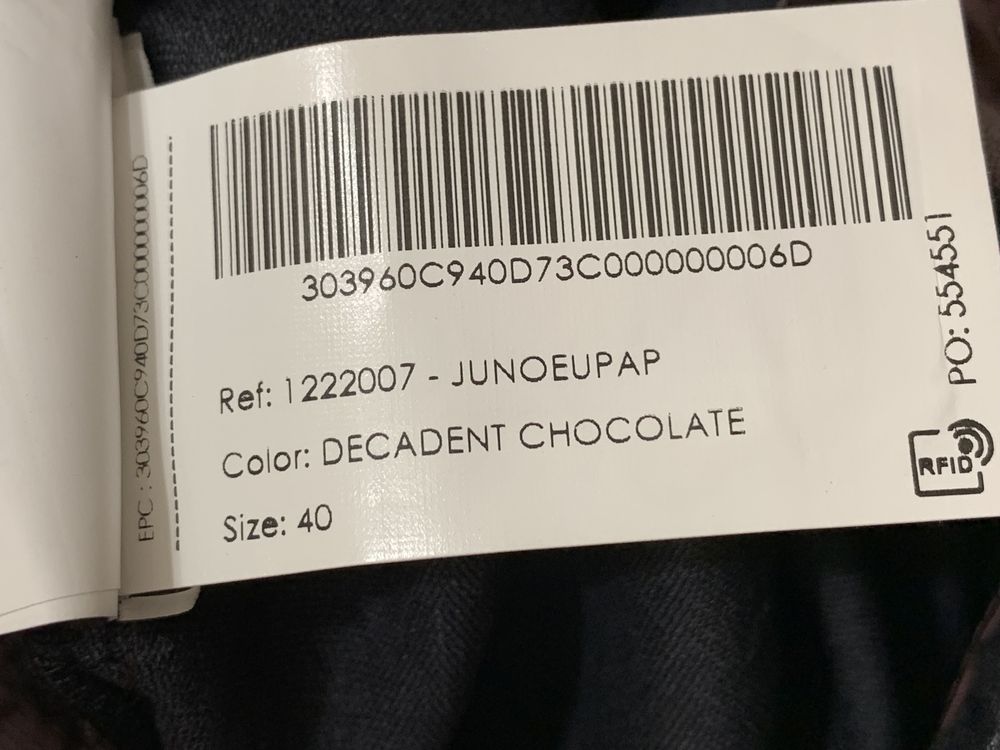 303960C940D73C000000006D
Ref: 1222007 - JUNOEUPAP
Color: DECADENT CHOCOLATE
Size: 40
PO: 554551
RFID
EPC : 303960C940D73C000000006D